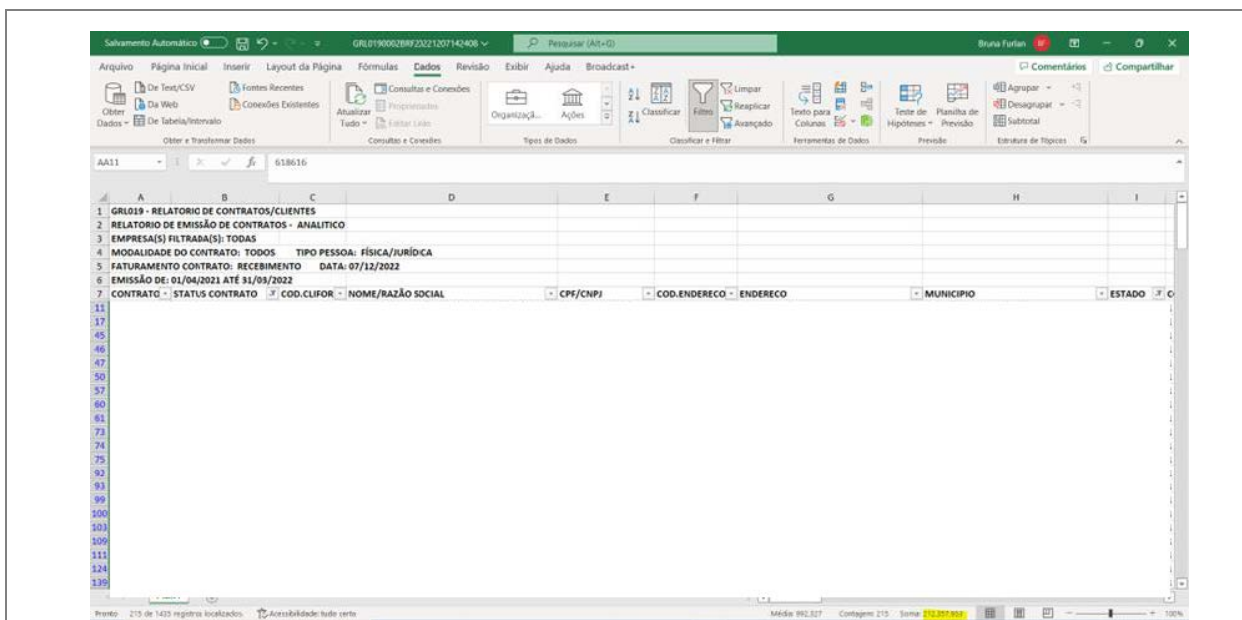 Salvamento Automático GRL0190002BRF23221207142408 Pesquisar (Alt+G) Bruna Furlan BF
Arquivo Página Inicial Inserir Layout da Página Fórmulas Dados Revisão Exibir Ajuda Broadcast+ Comentários Compartilhar
Obter Dados De Text/CSV Da Web De Tabela/Intervalo Fontes Recentes Conexões Existentes
Atualizar Tudo Consultas e Conexões Propriedades Editar Links
Organizaçã... Ações
Classificar Filtro Limpar Reaplicar Avançado
Texto para Colunas
Teste de Hipóteses Planilha de Previsão
Agrupar Desagrupar Subtotal
Obter e Transformar Dados Consultas e Conexões Tipos de Dados Classificar e Filtrar Ferramentas de Dados Previsão Estrutura de Tópicos
AA11 fx 618616
A B C D E F G H I
1 GRL019 - RELATORIO DE CONTRATOS/CLIENTES
2 RELATORIO DE EMISSÃO DE CONTRATOS - ANALITICO
3 EMPRESA(S) FILTRADA(S): TODAS
4 MODALIDADE DO CONTRATO: TODOS TIPO PESSOA: FÍSICA/JURÍDICA
5 FATURAMENTO CONTRATO: RECEBIMENTO DATA: 07/12/2022
6 EMISSÃO DE: 01/04/2021 ATÉ 31/03/2022
7 CONTRATO STATUS CONTRATO COD.CLIFOR NOME/RAZÃO SOCIAL CPF/CNPJ COD.ENDERECO ENDERECO MUNICIPIO ESTADO
11
17
45
46
47
50
57
60
61
73
74
75
92
93
99
100
103
109
111
124
139
Pronto 215 de 1435 registros localizados Acessibilidade: tudo certo Média: 992.327 Contagem: 215 Soma: 100%